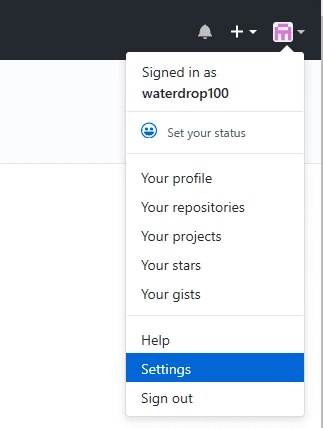 Signed in as
waterdrop100
Set your status
Your profile
Your repositories
Your projects
Your stars
Your gists
Help
Settings
Sign out